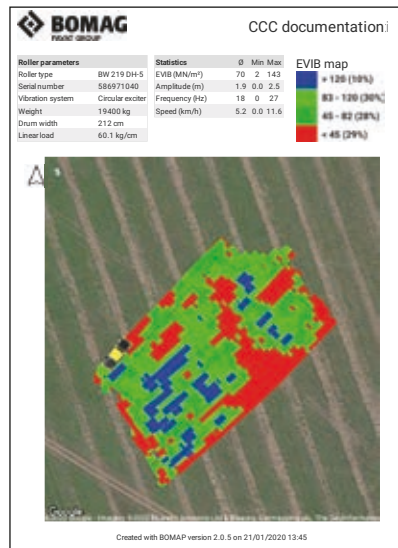 BOMAG
FAYAT GROUP
CCC documentation
Roller parameters
Roller type BW 219 DH-5
Serial number 586971040
Vibration system Circular exciter
Weight 19400 kg
Drum width 212 cm
Linear load 60.1 kg/cm
Statistics Ø Min Max
EVIB (MN/m²) 70 2 143
Amplitude (m) 1.9 0.0 2.5
Frequency (Hz) 18 0 27
Speed (km/h) 5.2 0.0 11.6
EVIB map
> 120 (10%)
83 - 120 (30%)
45 - 82 (28%)
< 45 (29%)
Google
Created with BOMAP version 2.0.5 on 21/01/2020 13:45